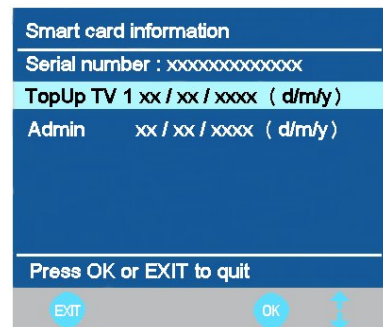 Smart card information
Serial number : xxxxxxxxxxxxx
TopUp TV 1 xx / xx / xxxx ( d/m/y )
Admin xx / xx / xxxx ( d/m/y )
Press OK or EXIT to quit
EXIT OK